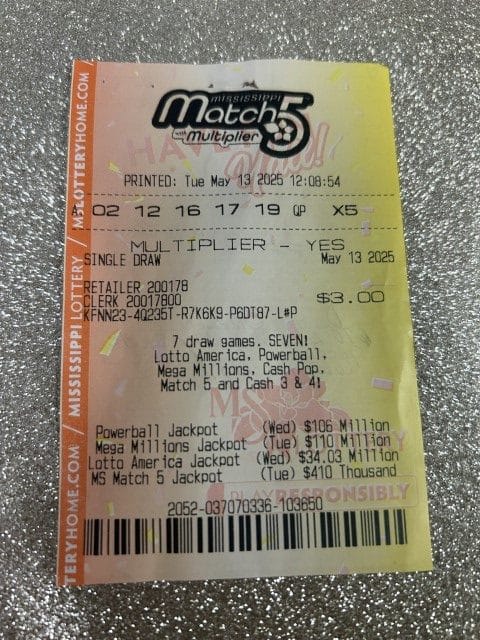 MISSISSIPPI
Match 5
with Multiplier
PRINTED: Tue May 13 2025 12:08:54
A 02 12 16 17 19 QP X5
MULTIPLIER - YES
SINGLE DRAW May 13 2025
RETAILER 200178
CLERK 20017800 $3.00
KFNN23-4Q235T-R7K6K9-P6DT87-L#P
7 draw games, SEVEN!
Lotto America, Powerball,
Mega Millions, Cash Pop,
Match 5 and Cash 3 & 4!
Powerball Jackpot (Wed) $106 Million
Mega Millions Jackpot (Tue) $110 Million
Lotto America Jackpot (Wed) $34.03 Million
MS Match 5 Jackpot (Tue) $410 Thousand
PLAY RESPONSIBLY
2052-037070336-103650
TERYHOME.COM / MISSISSIPPI LOTTERY / MSLOTTERYHOME.COM /